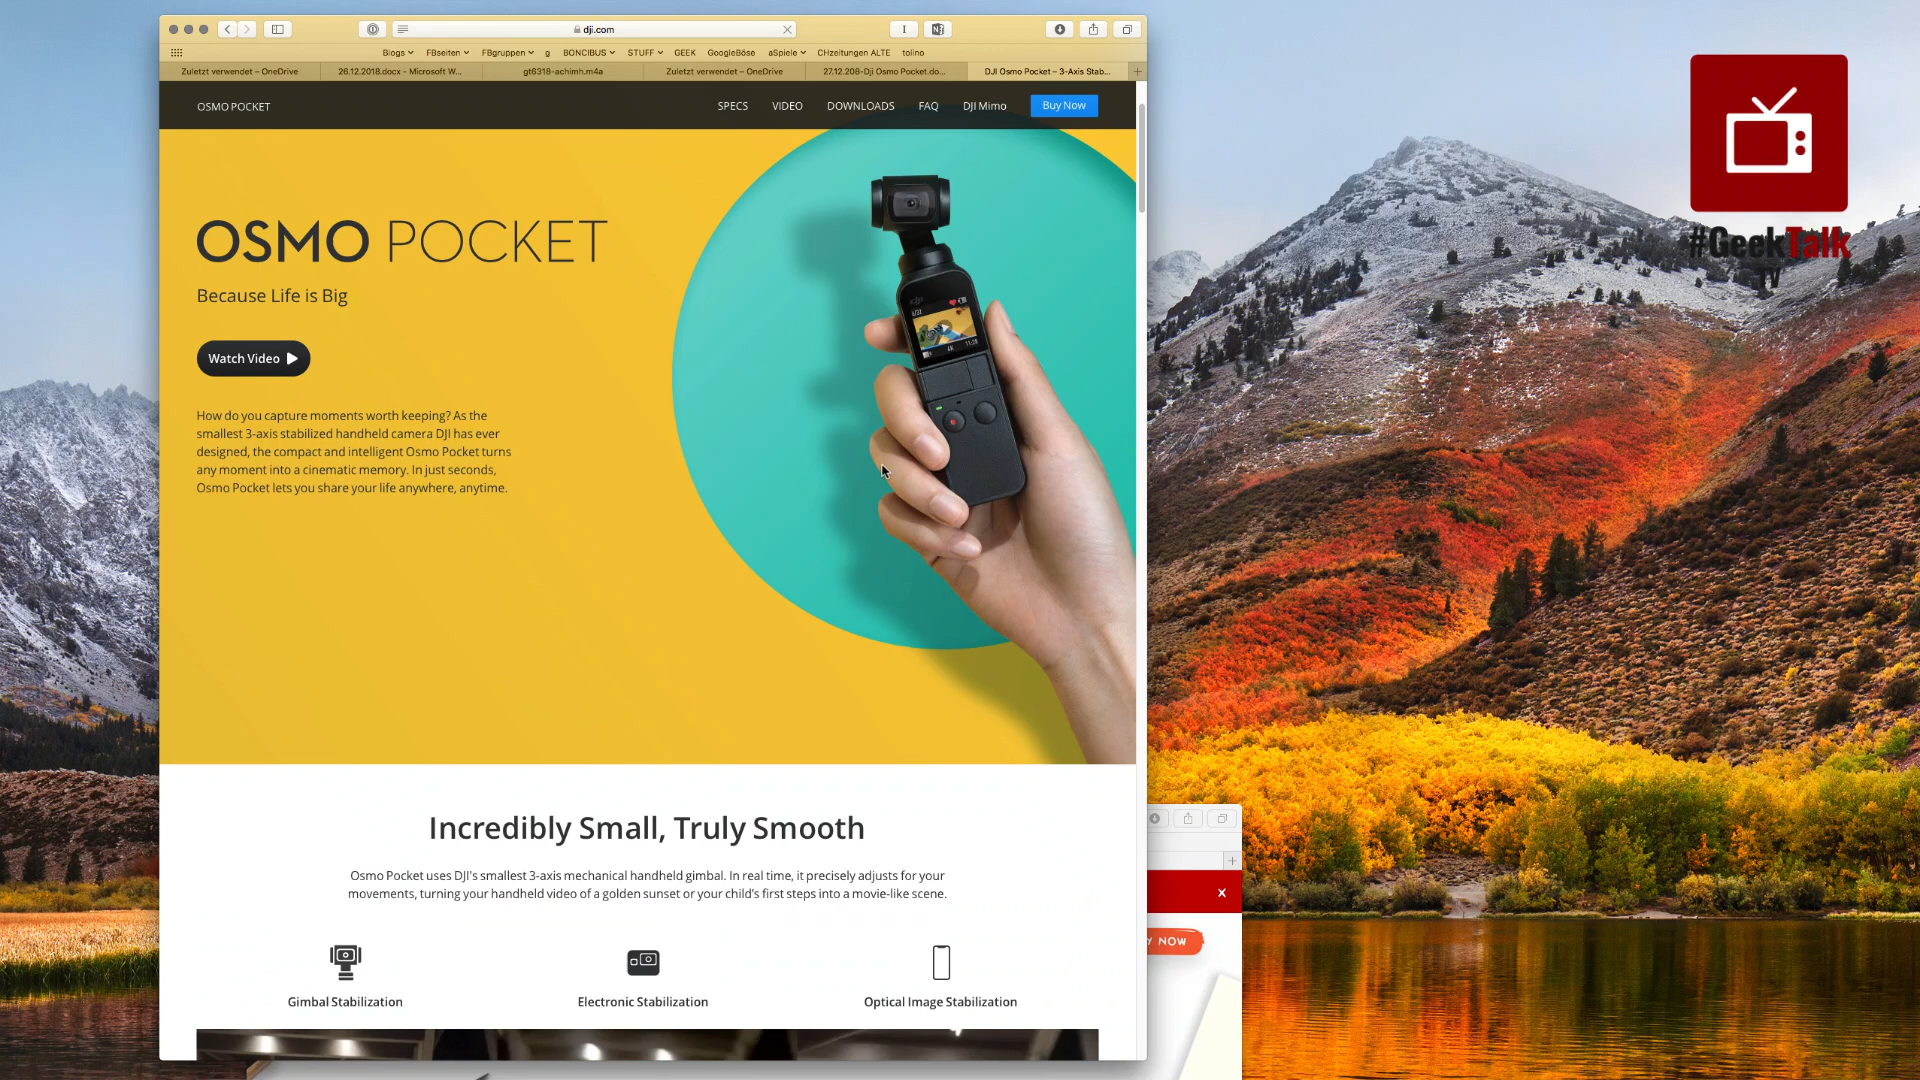 dji.com
Blogs FBseiten FBgruppen g BONCIBUS STUFF GEEK GoogleBöse aSpiele CHzeitungen ALTE tolino
Zuletzt verwendet – OneDrive 26.12.2018.docx - Microsoft W... gt6318-achimh.m4a Zuletzt verwendet – OneDrive 27.12.208-Dji Osmo Pocket.do... DJI Osmo Pocket – 3-Axis Stab...
OSMO POCKET SPECS VIDEO DOWNLOADS FAQ DJI Mimo Buy Now
OSMO POCKET
Because Life is Big
Watch Video
How do you capture moments worth keeping? As the
smallest 3-axis stabilized handheld camera DJI has ever
designed, the compact and intelligent Osmo Pocket turns
any moment into a cinematic memory. In just seconds,
Osmo Pocket lets you share your life anywhere, anytime.
4K 11:28
Incredibly Small, Truly Smooth
Osmo Pocket uses DJI's smallest 3-axis mechanical handheld gimbal. In real time, it precisely adjusts for your
movements, turning your handheld video of a golden sunset or your child's first steps into a movie-like scene.
Gimbal Stabilization Electronic Stabilization Optical Image Stabilization
Y NOW
#GeekTalk
TV